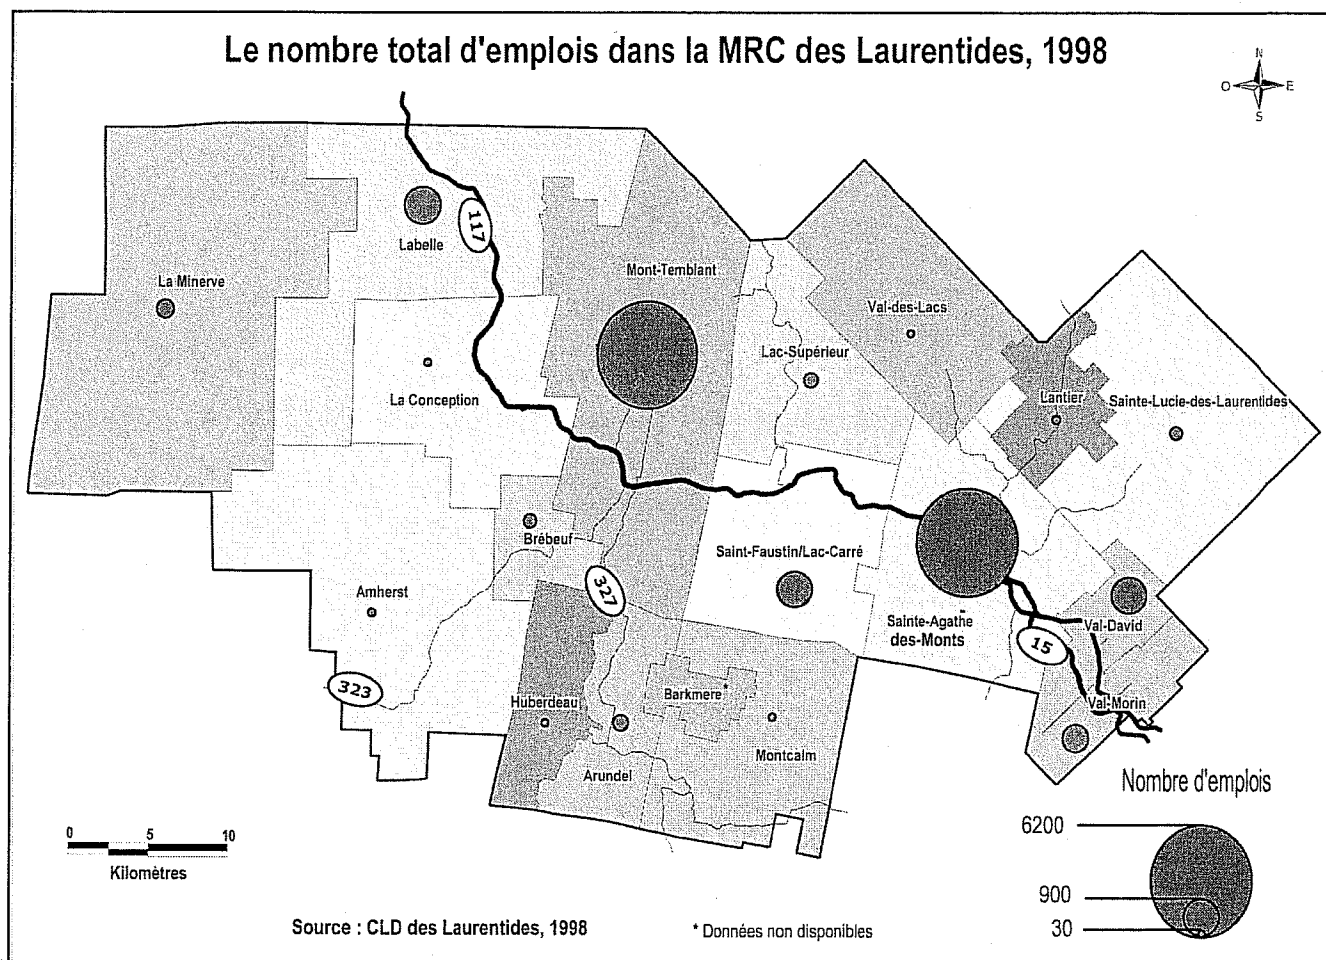 Le nombre total d'emplois dans la MRC des Laurentides, 1998
N
O E
S
117
Labelle
La Minerve
Mont-Temblant
Val-des-Lacs
Lac-Supérieur
La Conception
Lantier
Sainte-Lucie-des-Laurentides
Brébeuf
Saint-Faustin/Lac-Carré
Amherst
327
Sainte-Agathe
des-Monts
Val-David
15
323
Huberdeau
Barkmere*
Val-Morin
Montcalm
Arundel
Nombre d'emplois
6200
900
30
0 5 10
Kilomètres
Source : CLD des Laurentides, 1998
* Données non disponibles